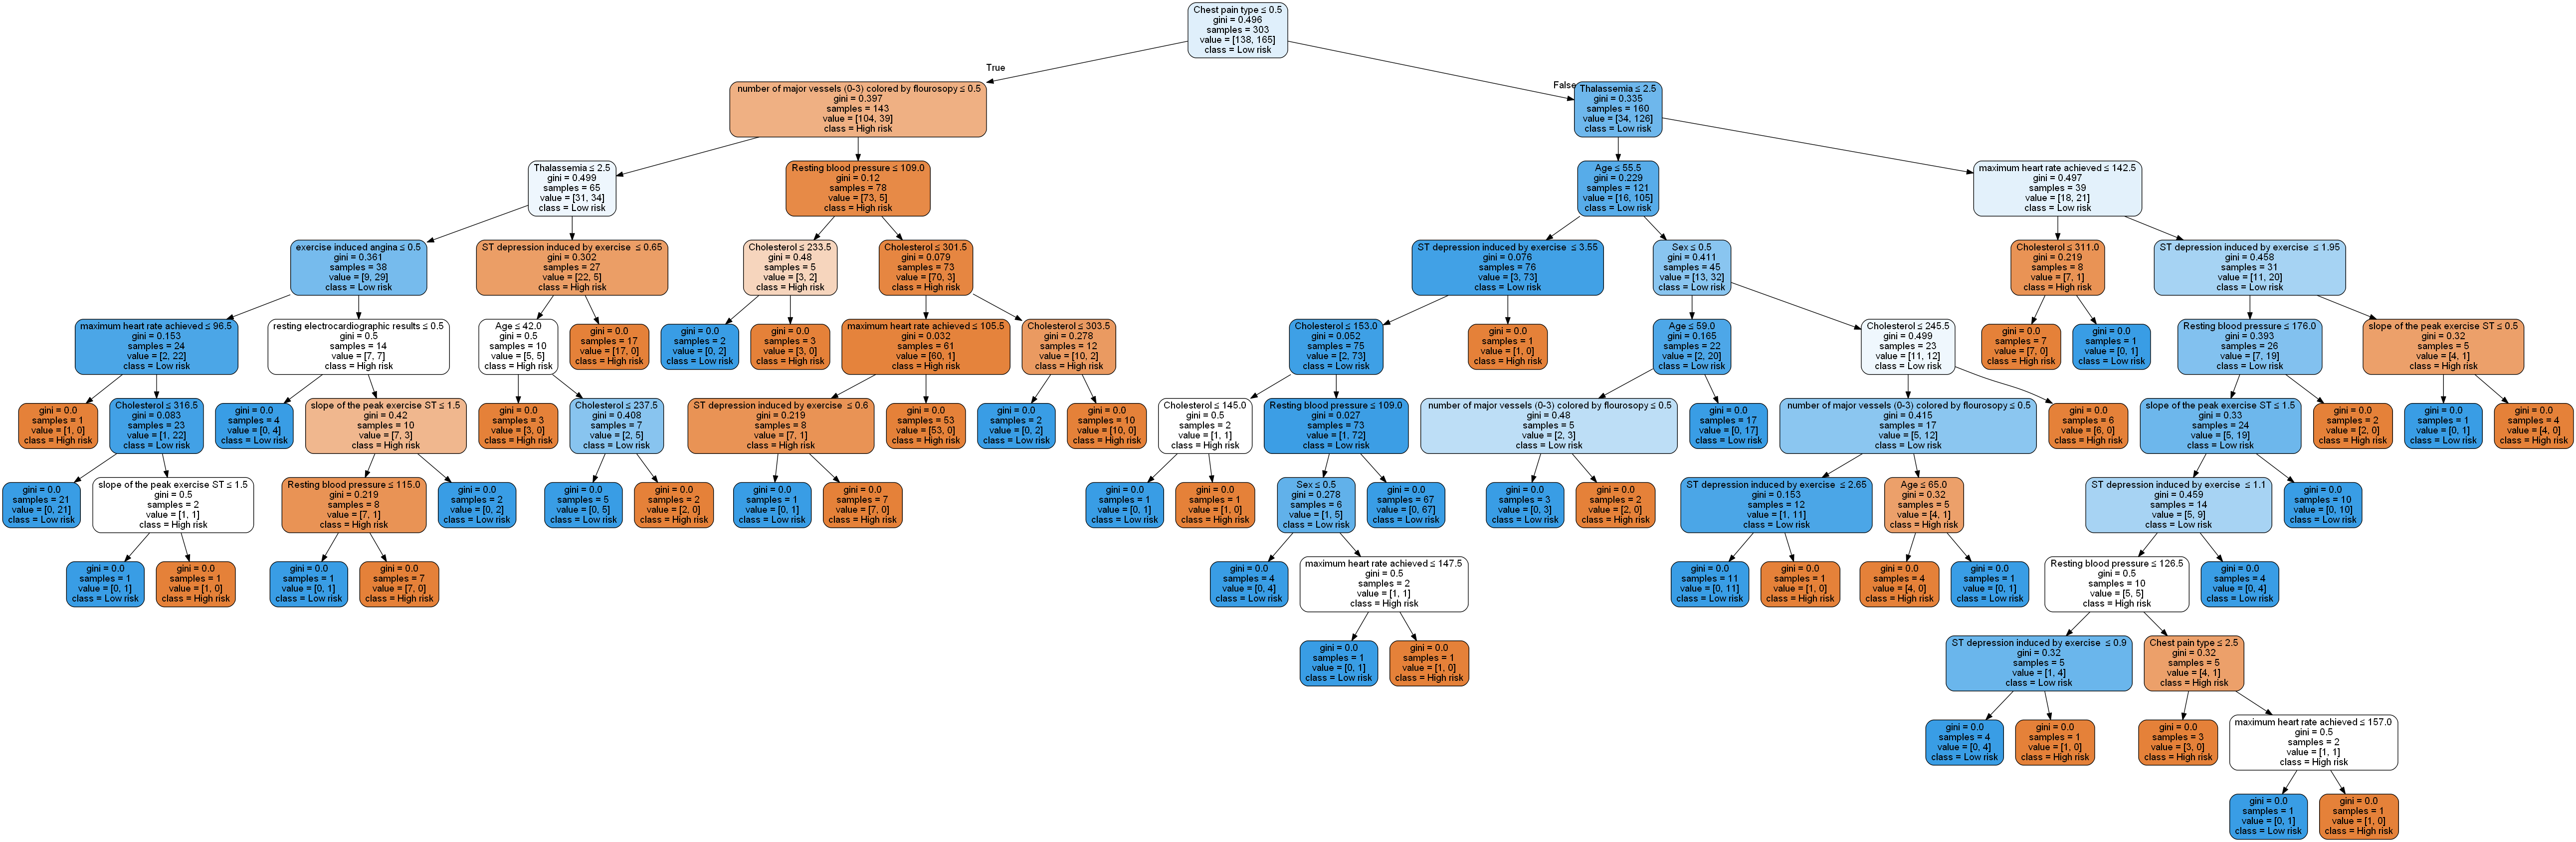 Chest pain type ≤ 0.5
gini = 0.496
samples = 303
value = [138, 165]
class = Low risk
True
False
number of major vessels (0-3) colored by flourosopy ≤ 0.5
gini = 0.397
samples = 143
value = [104, 39]
class = High risk
Thalassemia ≤ 2.5
gini = 0.335
samples = 160
value = [34, 126]
class = Low risk
Thalassemia ≤ 2.5
gini = 0.499
samples = 65
value = [31, 34]
class = Low risk
Resting blood pressure ≤ 109.0
gini = 0.12
samples = 78
value = [73, 5]
class = High risk
Age ≤ 55.5
gini = 0.229
samples = 121
value = [16, 105]
class = Low risk
maximum heart rate achieved ≤ 142.5
gini = 0.497
samples = 39
value = [18, 21]
class = Low risk
exercise induced angina ≤ 0.5
gini = 0.361
samples = 38
value = [9, 29]
class = Low risk
ST depression induced by exercise ≤ 0.65
gini = 0.302
samples = 27
value = [22, 5]
class = High risk
Cholesterol ≤ 233.5
gini = 0.48
samples = 5
value = [3, 2]
class = High risk
Cholesterol ≤ 301.5
gini = 0.079
samples = 73
value = [70, 3]
class = High risk
ST depression induced by exercise ≤ 3.55
gini = 0.076
samples = 76
value = [3, 73]
class = Low risk
Sex ≤ 0.5
gini = 0.411
samples = 45
value = [13, 32]
class = Low risk
Cholesterol ≤ 311.0
gini = 0.219
samples = 8
value = [7, 1]
class = High risk
ST depression induced by exercise ≤ 1.95
gini = 0.458
samples = 31
value = [11, 20]
class = Low risk
maximum heart rate achieved ≤ 96.5
gini = 0.153
samples = 24
value = [2, 22]
class = Low risk
resting electrocardiographic results ≤ 0.5
gini = 0.5
samples = 14
value = [7, 7]
class = High risk
Age ≤ 42.0
gini = 0.5
samples = 10
value = [5, 5]
class = High risk
gini = 0.0
samples = 17
value = [17, 0]
class = High risk
gini = 0.0
samples = 2
value = [0, 2]
class = Low risk
gini = 0.0
samples = 3
value = [3, 0]
class = High risk
maximum heart rate achieved ≤ 105.5
gini = 0.032
samples = 61
value = [60, 1]
class = High risk
Cholesterol ≤ 303.5
gini = 0.278
samples = 12
value = [10, 2]
class = High risk
Cholesterol ≤ 153.0
gini = 0.052
samples = 75
value = [2, 73]
class = Low risk
gini = 0.0
samples = 1
value = [1, 0]
class = High risk
Age ≤ 59.0
gini = 0.165
samples = 22
value = [2, 20]
class = Low risk
Cholesterol ≤ 245.5
gini = 0.499
samples = 23
value = [11, 12]
class = Low risk
gini = 0.0
samples = 7
value = [7, 0]
class = High risk
gini = 0.0
samples = 1
value = [0, 1]
class = Low risk
Resting blood pressure ≤ 176.0
gini = 0.393
samples = 26
value = [7, 19]
class = Low risk
slope of the peak exercise ST ≤ 0.5
gini = 0.32
samples = 5
value = [4, 1]
class = High risk
gini = 0.0
samples = 1
value = [1, 0]
class = High risk
Cholesterol ≤ 316.5
gini = 0.083
samples = 23
value = [1, 22]
class = Low risk
gini = 0.0
samples = 4
value = [0, 4]
class = Low risk
slope of the peak exercise ST ≤ 1.5
gini = 0.42
samples = 10
value = [7, 3]
class = High risk
gini = 0.0
samples = 3
value = [3, 0]
class = High risk
Cholesterol ≤ 237.5
gini = 0.408
samples = 7
value = [2, 5]
class = Low risk
ST depression induced by exercise ≤ 0.6
gini = 0.219
samples = 8
value = [7, 1]
class = High risk
gini = 0.0
samples = 53
value = [53, 0]
class = High risk
gini = 0.0
samples = 2
value = [0, 2]
class = Low risk
gini = 0.0
samples = 10
value = [10, 0]
class = High risk
Cholesterol ≤ 145.0
gini = 0.5
samples = 2
value = [1, 1]
class = High risk
Resting blood pressure ≤ 109.0
gini = 0.027
samples = 73
value = [1, 72]
class = Low risk
number of major vessels (0-3) colored by flourosopy ≤ 0.5
gini = 0.48
samples = 5
value = [2, 3]
class = Low risk
gini = 0.0
samples = 17
value = [0, 17]
class = Low risk
number of major vessels (0-3) colored by flourosopy ≤ 0.5
gini = 0.415
samples = 17
value = [5, 12]
class = Low risk
gini = 0.0
samples = 6
value = [6, 0]
class = High risk
slope of the peak exercise ST ≤ 1.5
gini = 0.33
samples = 24
value = [5, 19]
class = Low risk
gini = 0.0
samples = 2
value = [2, 0]
class = High risk
gini = 0.0
samples = 1
value = [0, 1]
class = Low risk
gini = 0.0
samples = 4
value = [4, 0]
class = High risk
gini = 0.0
samples = 21
value = [0, 21]
class = Low risk
slope of the peak exercise ST ≤ 1.5
gini = 0.5
samples = 2
value = [1, 1]
class = High risk
Resting blood pressure ≤ 115.0
gini = 0.219
samples = 8
value = [7, 1]
class = High risk
gini = 0.0
samples = 2
value = [0, 2]
class = Low risk
gini = 0.0
samples = 5
value = [0, 5]
class = Low risk
gini = 0.0
samples = 2
value = [2, 0]
class = High risk
gini = 0.0
samples = 1
value = [0, 1]
class = Low risk
gini = 0.0
samples = 7
value = [7, 0]
class = High risk
gini = 0.0
samples = 1
value = [0, 1]
class = Low risk
gini = 0.0
samples = 1
value = [1, 0]
class = High risk
Sex ≤ 0.5
gini = 0.278
samples = 6
value = [1, 5]
class = Low risk
gini = 0.0
samples = 67
value = [0, 67]
class = Low risk
gini = 0.0
samples = 3
value = [0, 3]
class = Low risk
gini = 0.0
samples = 2
value = [2, 0]
class = High risk
ST depression induced by exercise ≤ 2.65
gini = 0.153
samples = 12
value = [1, 11]
class = Low risk
Age ≤ 65.0
gini = 0.32
samples = 5
value = [4, 1]
class = High risk
ST depression induced by exercise ≤ 1.1
gini = 0.459
samples = 14
value = [5, 9]
class = Low risk
gini = 0.0
samples = 10
value = [0, 10]
class = Low risk
gini = 0.0
samples = 1
value = [0, 1]
class = Low risk
gini = 0.0
samples = 1
value = [1, 0]
class = High risk
gini = 0.0
samples = 1
value = [0, 1]
class = Low risk
gini = 0.0
samples = 7
value = [7, 0]
class = High risk
gini = 0.0
samples = 4
value = [0, 4]
class = Low risk
maximum heart rate achieved ≤ 147.5
gini = 0.5
samples = 2
value = [1, 1]
class = High risk
gini = 0.0
samples = 11
value = [0, 11]
class = Low risk
gini = 0.0
samples = 1
value = [1, 0]
class = High risk
gini = 0.0
samples = 4
value = [4, 0]
class = High risk
gini = 0.0
samples = 1
value = [0, 1]
class = Low risk
Resting blood pressure ≤ 126.5
gini = 0.5
samples = 10
value = [5, 5]
class = High risk
gini = 0.0
samples = 4
value = [0, 4]
class = Low risk
gini = 0.0
samples = 1
value = [0, 1]
class = Low risk
gini = 0.0
samples = 1
value = [1, 0]
class = High risk
ST depression induced by exercise ≤ 0.9
gini = 0.32
samples = 5
value = [1, 4]
class = Low risk
Chest pain type ≤ 2.5
gini = 0.32
samples = 5
value = [4, 1]
class = High risk
gini = 0.0
samples = 4
value = [0, 4]
class = Low risk
gini = 0.0
samples = 1
value = [1, 0]
class = High risk
gini = 0.0
samples = 3
value = [3, 0]
class = High risk
maximum heart rate achieved ≤ 157.0
gini = 0.5
samples = 2
value = [1, 1]
class = High risk
gini = 0.0
samples = 1
value = [0, 1]
class = Low risk
gini = 0.0
samples = 1
value = [1, 0]
class = High risk